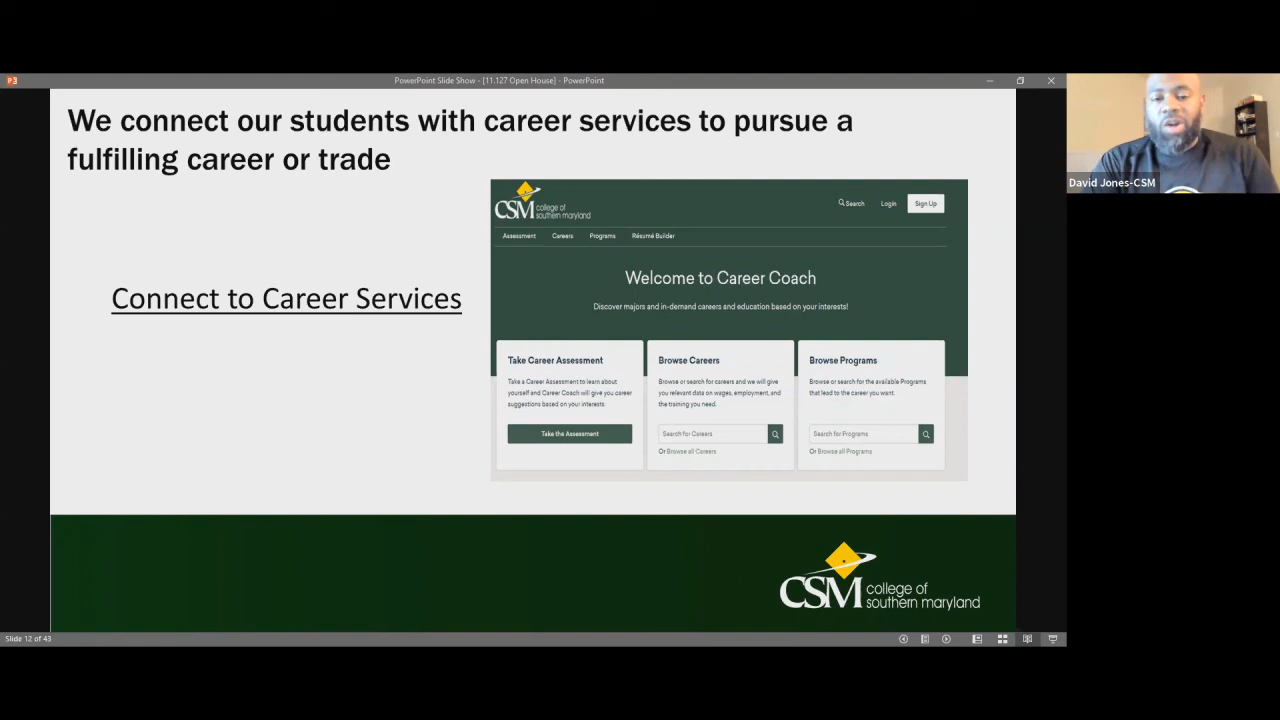 PowerPoint Slide Show - [11.127 Open House] - PowerPoint
We connect our students with career services to pursue a
fulfilling career or trade
David Jones-CSM
CSM college of
southern maryland
Search
Login
Sign Up
Assessment
Careers
Programs
Résumé Builder
Welcome to Career Coach
Discover majors and in-demand careers and education based on your interests!
Connect to Career Services
Take Career Assessment
Take a Career Assessment to learn about
yourself and Career Coach will give you career
suggestions based on your interests.
Take the Assessment
Browse Careers
Browse or search for careers and we will give
you relevant data on wages, employment, and
the training you need.
Search for Careers
Or Browse all Careers
Browse Programs
Browse or search for the available Programs
that lead to the career you want.
Search for Programs
Or Browse all Programs
CSM college of
southern maryland
Slide 12 of 43